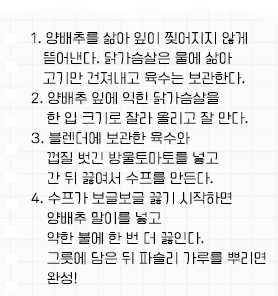 1. 양배추를 삶아 잎이 찢어지지 않게
뜯어낸다. 닭가슴살은 물에 삶아
고기만 건져내고 육수는 보관한다.
2. 양배추 잎에 익힌 닭가슴살을
한 입 크기로 잘라 올리고 잘 만다.
3. 블렌더에 보관한 육수와
껍질 벗긴 방울토마토를 넣고
간 뒤 끓여서 수프를 만든다.
4. 수프가 보글보글 끓기 시작하면
양배추 말이를 넣고
약한 불에 한 번 더 끓인다.
그릇에 담은 뒤 파슬리 가루를 뿌리면
완성!